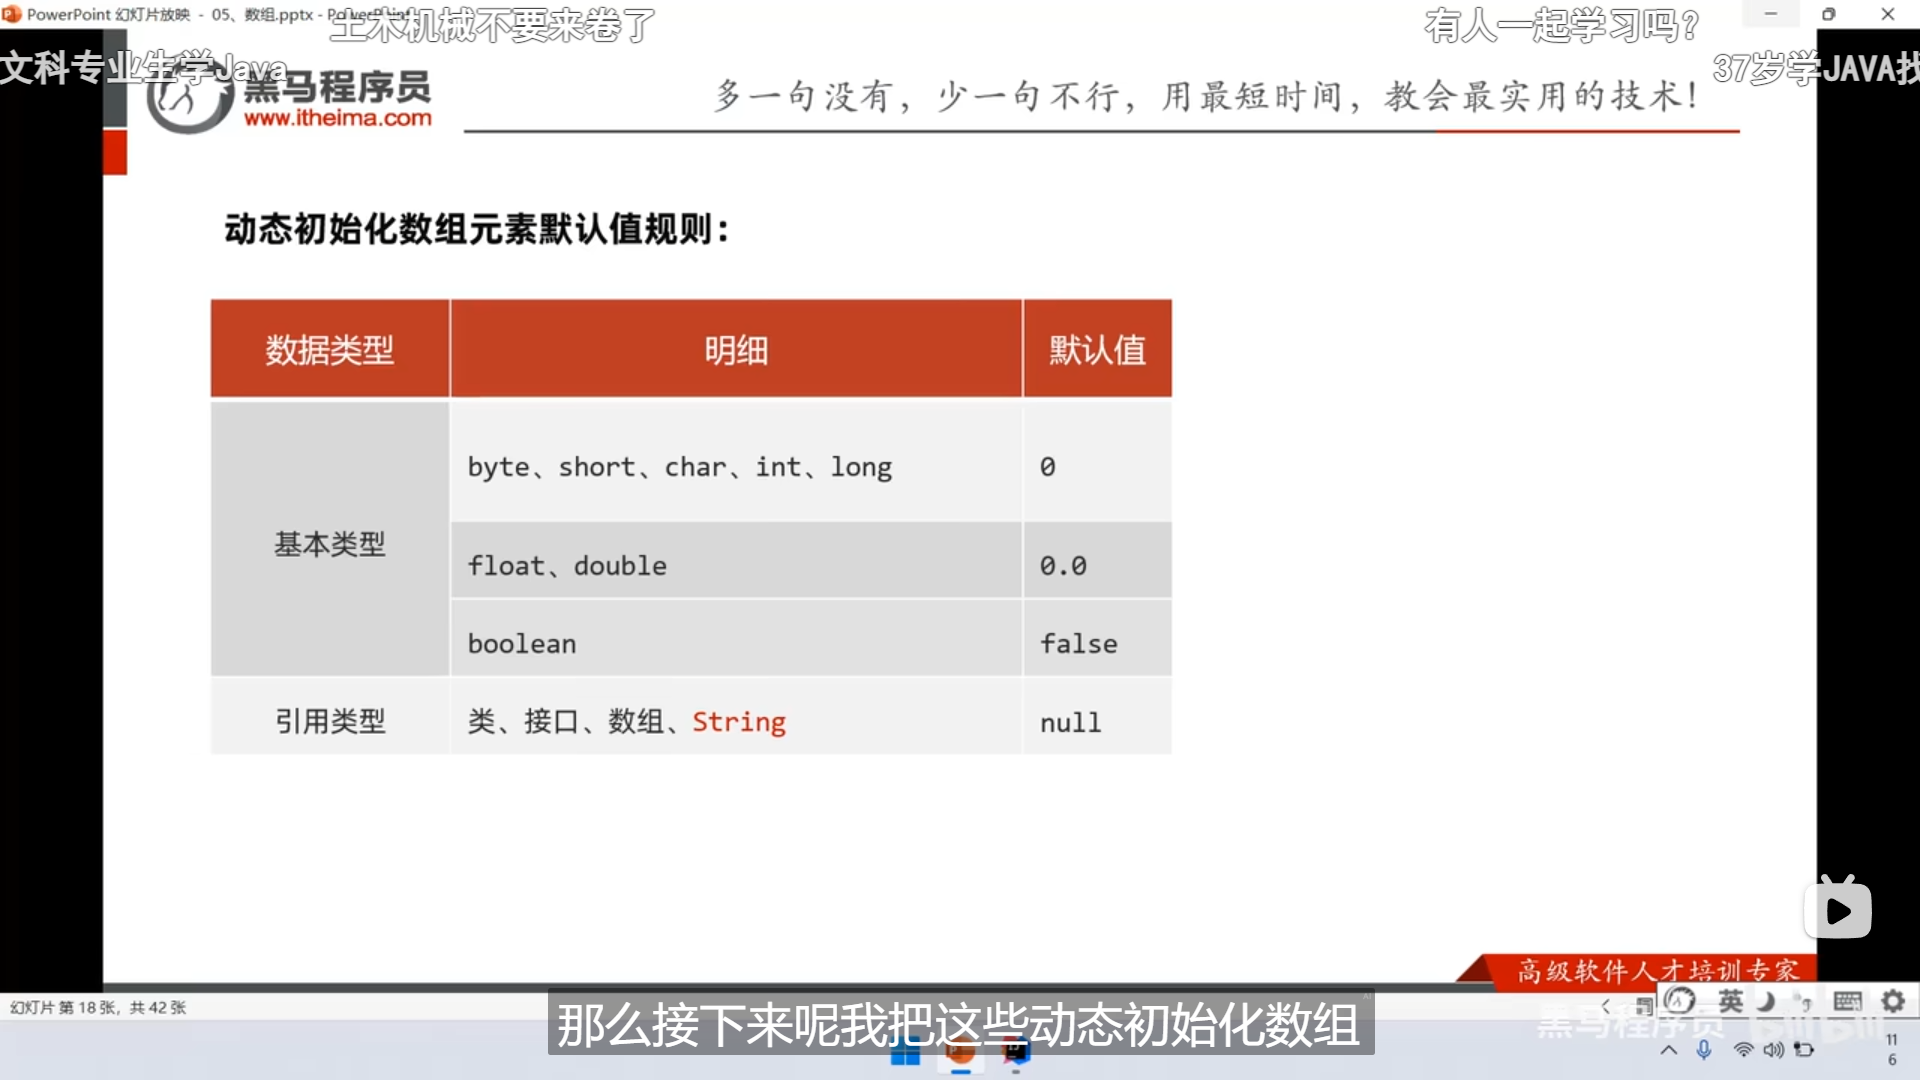 PowerPoint 幻灯片放映 - 05、数组.pptx - PowerPoint
土木机械不要来卷了
有人一起学习吗？
文科专业生学Java
37岁学JAVA找
黑马程序员
www.itheima.com
多一句没有，少一句不行，用最短时间，教会最实用的技术！
动态初始化数组元素默认值规则：
数据类型 明细 默认值
基本类型
byte、short、char、int、long 0
float、double 0.0
boolean false
引用类型 类、接口、数组、String null
高级软件人才培训专家
幻灯片 第 18 张，共 42 张
英
黑马程序员
那么接下来呢我把这些动态初始化数组
11
6